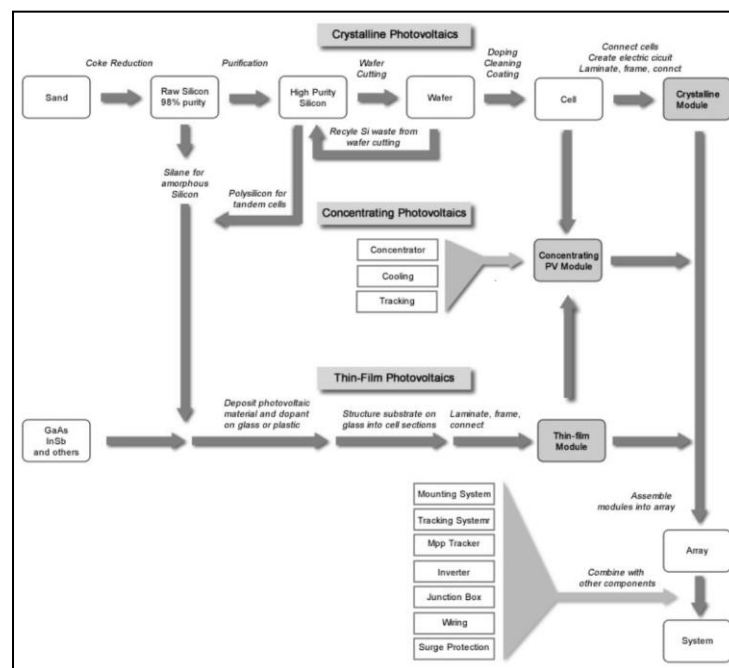 Crystalline Photovoltaics
Coke Reduction
Purification
Wafer
Cutting
Doping
Cleaning
Coating
Connect cells
Create electric cicuit
Laminate, frame, connct
Sand
Raw Silicon
98% purity
High Purity
Silicon
Wafer
Cell
Crystalline
Module
Recyle Si waste from
wafer cutting
Silane for
amorphous
Silicon
Polysilicon for
tandem cells
Concentrating Photovoltaics
Concentrator
Cooling
Tracking
Concentrating
PV Module
Thin-Film Photovoltaics
Deposit photovoltaic
material and dopant
on glass or plastic
Structure substrate on
glass into cell sections
Laminate, frame,
connect
GaAs
InSb
and others
Thin-film
Module
Mounting System
Tracking Systemr
Mpp Tracker
Inverter
Junction Box
Wiring
Surge Protection
Assemble
modules into array
Array
Combine with
other components
System